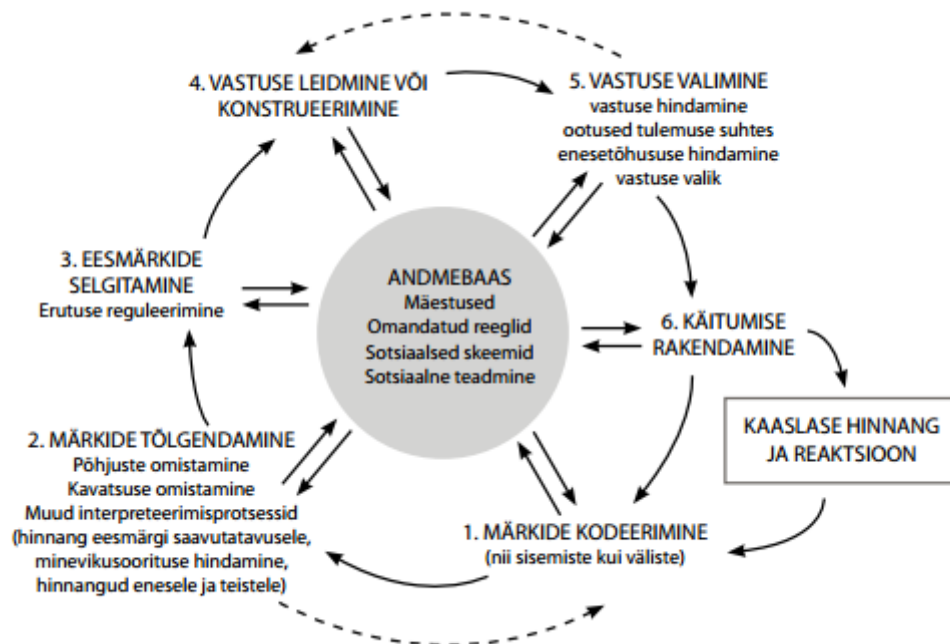 4. VASTUSE LEIDMINE VÕI
KONSTRUEERIMINE
5. VASTUSE VALIMINE
vastuse hindamine
ootused tulemuse suhtes
enesetõhususe hindamine
vastuse valik
3. EESMÄRKIDE
SELGITAMINE
Erutuse reguleerimine
ANDMEBAAS
Mäestused
Omandatud reeglid
Sotsiaalsed skeemid
Sotsiaalne teadmine
6. KÄITUMISE
RAKENDAMINE
KAASLASE HINNANG
JA REAKTSIOON
2. MÄRKIDE TÕLGENDAMINE
Põhjuste omistamine
Kavatsuse omistamine
Muud interpreteerimisprotsessid
(hinnang eesmärgi saavutatavusele,
minevikusoorituse hindamine,
hinnangud enesele ja teistele)
1. MÄRKIDE KODEERIMINE
(nii sisemiste kui väliste)